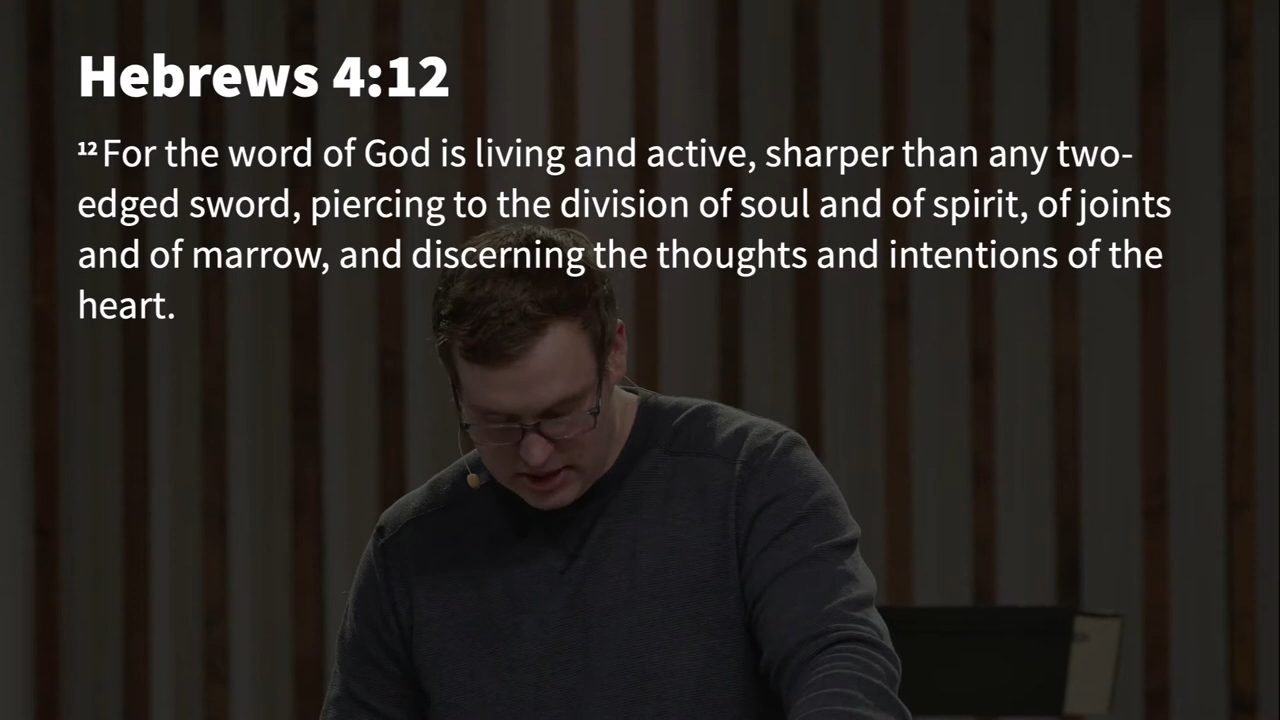 Hebrews 4:12
12 For the word of God is living and active, sharper than any two-
edged sword, piercing to the division of soul and of spirit, of joints
and of marrow, and discerning the thoughts and intentions of the
heart.